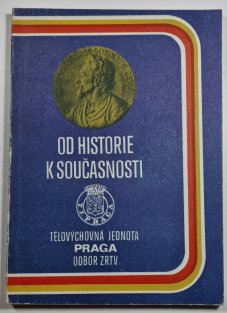 OD HISTORIE
K SOUČASNOSTI
TĚLOVÝCHOVNÁ JEDNOTA
PRAGA
ODBOR ZRTV